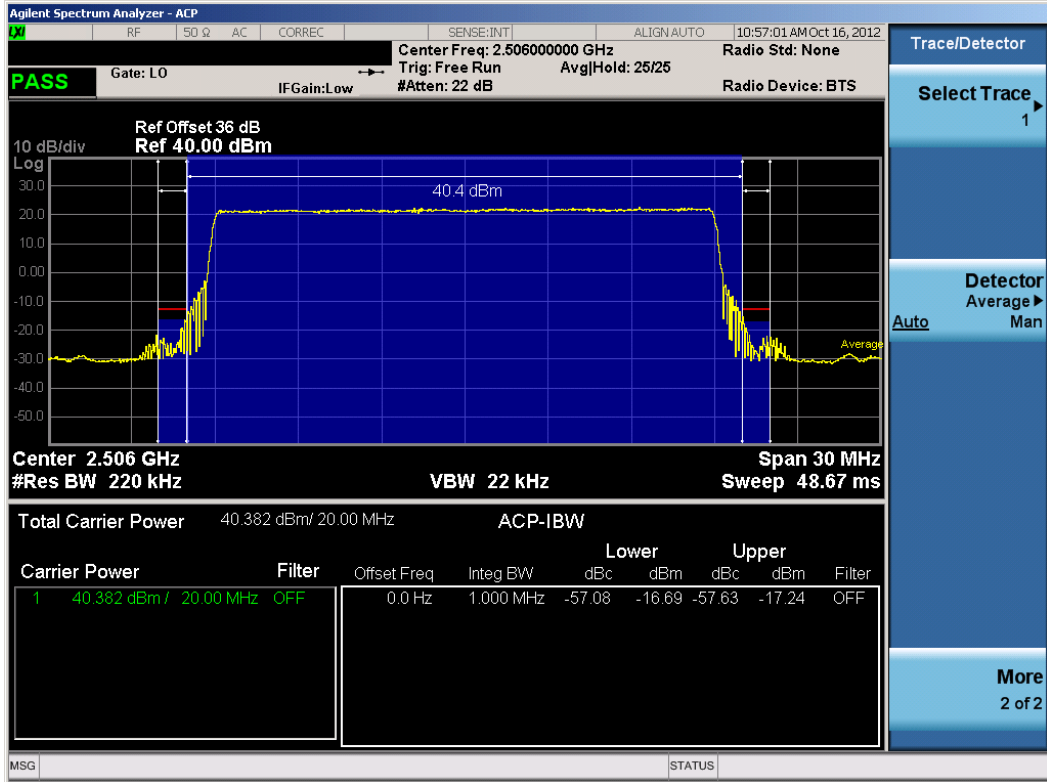 Agilent Spectrum Analyzer - ACP
LXI RF 50 Ω AC CORREC SENSE:INT ALIGN AUTO 10:57:01 AM Oct 16, 2012
Center Freq: 2.506000000 GHz Radio Std: None
Trig: Free Run Avg|Hold: 25/25
PASS Gate: LO IFGain:Low #Atten: 22 dB Radio Device: BTS
Ref Offset 36 dB
10 dB/div Ref 40.00 dBm
Log
30.0
40.4 dBm
20.0
10.0
0.00
-10.0
-20.0
Average
-30.0
-40.0
-50.0
Center 2.506 GHz Span 30 MHz
#Res BW 220 kHz VBW 22 kHz Sweep 48.67 ms
Total Carrier Power 40.382 dBm/ 20.00 MHz ACP-IBW
Lower Upper
Carrier Power Filter Offset Freq Integ BW dBc dBm dBc dBm Filter
1 40.382 dBm / 20.00 MHz OFF 0.0 Hz 1.000 MHz -57.08 -16.69 -57.63 -17.24 OFF
MSG STATUS
Trace/Detector
Select Trace
1
Detector
Average
Auto Man
More
2 of 2